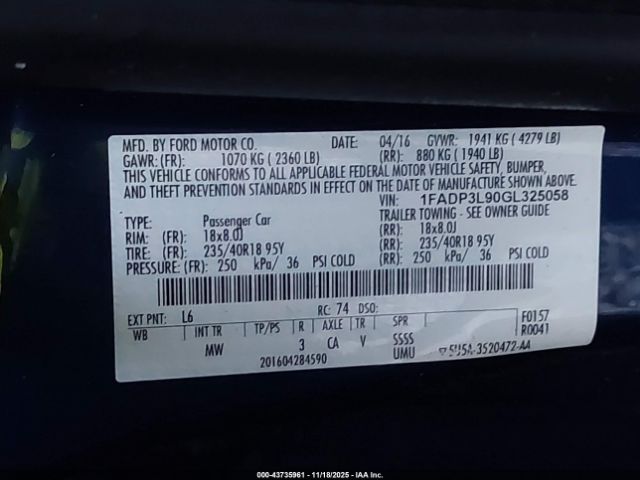 MFD. BY FORD MOTOR CO. DATE: 04/16 GVWR: 1941 KG ( 4279 LB)
GAWR: (FR): 1070 KG ( 2360 LB) (RR): 880 KG ( 1940 LB)
THIS VEHICLE CONFORMS TO ALL APPLICABLE FEDERAL MOTOR VEHICLE SAFETY, BUMPER,
AND THEFT PREVENTION STANDARDS IN EFFECT ON THE DATE OF MANUFACTURE SHOWN ABOVE.
VIN: 1FADP3L90GL325058
TYPE: Passenger Car TRAILER TOWING - SEE OWNER GUIDE
RIM: (FR): 18x8.0J (RR): 18x8.0J
TIRE: (FR): 235/40R18 95Y (RR): 235/40R18 95Y
PRESSURE: (FR): 250 kPa/ 36 PSI COLD (RR): 250 kPa/ 36 PSI COLD
EXT PNT: L6 RC: 74 DSO: F0157
WB INT TR TP/PS R AXLE TR SPR R0041
MW 3 CA V SSSS
201604284590 UMU 5U5A-3520472-AA
000-43735961 - 11/18/2025 - IAAI, Inc.